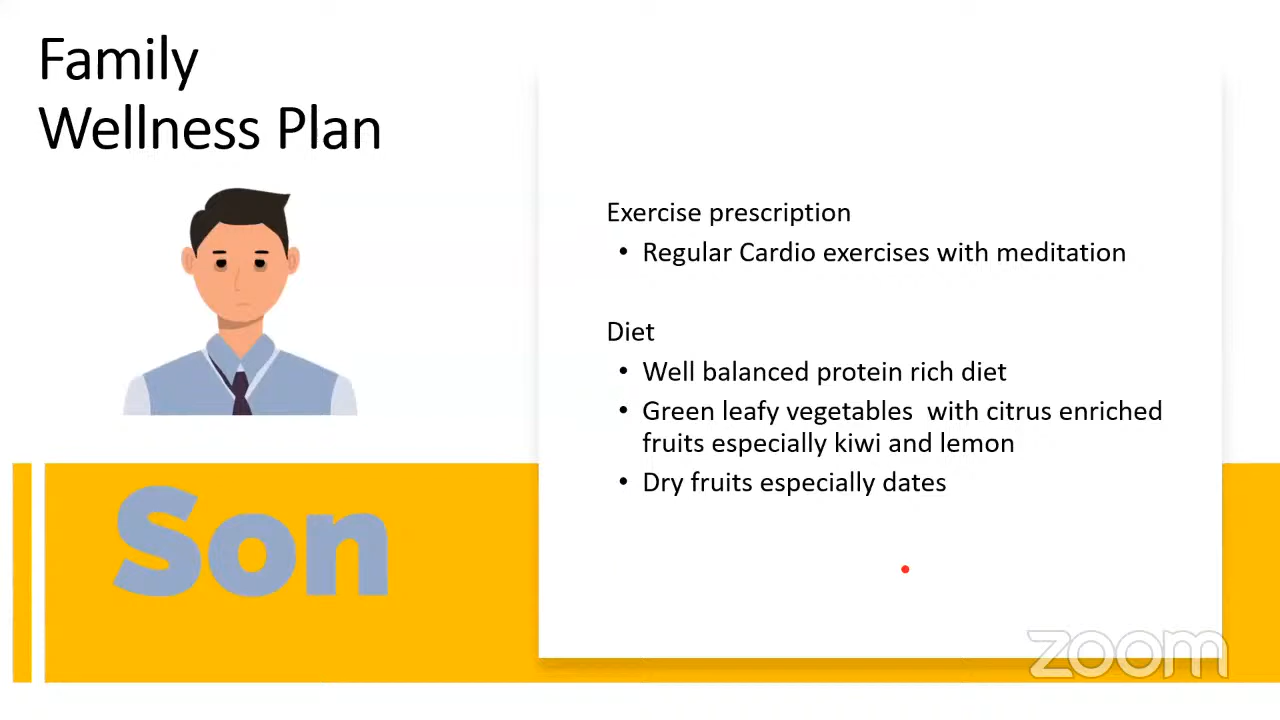 Family
Wellness Plan
Exercise prescription
• Regular Cardio exercises with meditation
Diet
• Well balanced protein rich diet
• Green leafy vegetables  with citrus enriched
fruits especially kiwi and lemon
• Dry fruits especially dates
Son
zoom